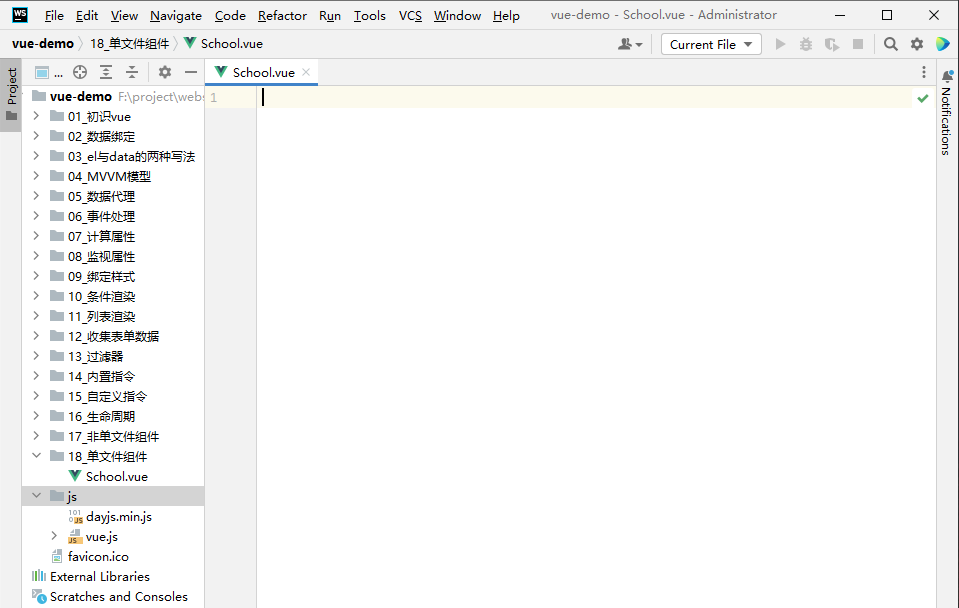 WS File Edit View Navigate Code Refactor Run Tools VCS Window Help vue-demo - School.vue - Administrator
vue-demo 18_单文件组件 School.vue Current File
Project
...
School.vue
vue-demo F:\project\webs
1
01_初识vue
02_数据绑定
03_el与data的两种写法
04_MVVM模型
05_数据代理
06_事件处理
07_计算属性
08_监视属性
09_绑定样式
10_条件渲染
11_列表渲染
12_收集表单数据
13_过滤器
14_内置指令
15_自定义指令
16_生命周期
17_非单文件组件
18_单文件组件
School.vue
js
dayjs.min.js
vue.js
favicon.ico
External Libraries
Scratches and Consoles
Notifications